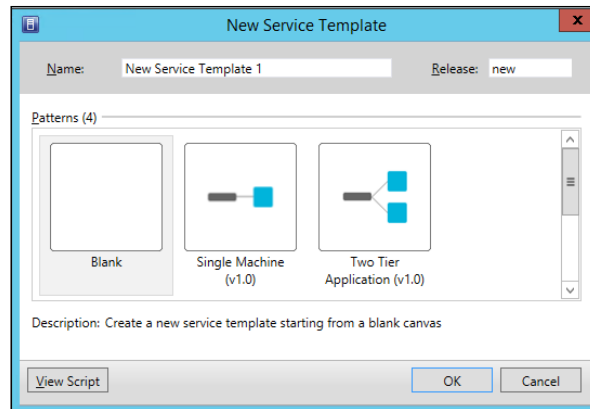 New Service Template
x
Name: New Service Template 1 Release: new
Patterns (4)
Blank Single Machine Two Tier
(v1.0) Application (v1.0)
Description: Create a new service template starting from a blank canvas
View Script OK Cancel